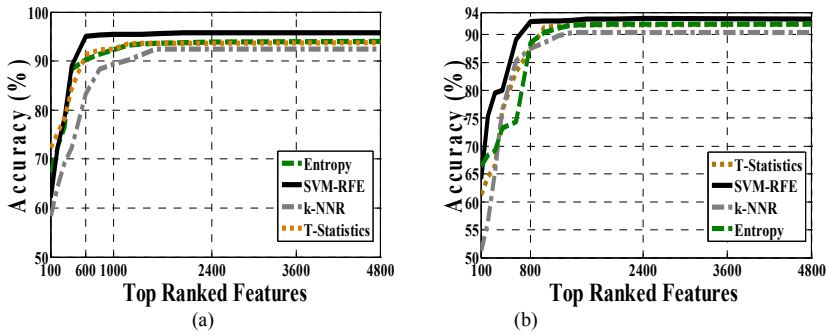 100
90
80
70
60
50
Accuracy (%)
Entropy
SVM-RFE
k-NNR
T-Statistics
100 600 1000 2400 3600 4800
Top Ranked Features
(a)
94
90
85
80
75
70
65
60
55
50
Accuracy (%)
T-Statistics
SVM-RFE
k-NNR
Entropy
100 800 2400 3600 4800
Top Ranked Features
(b)